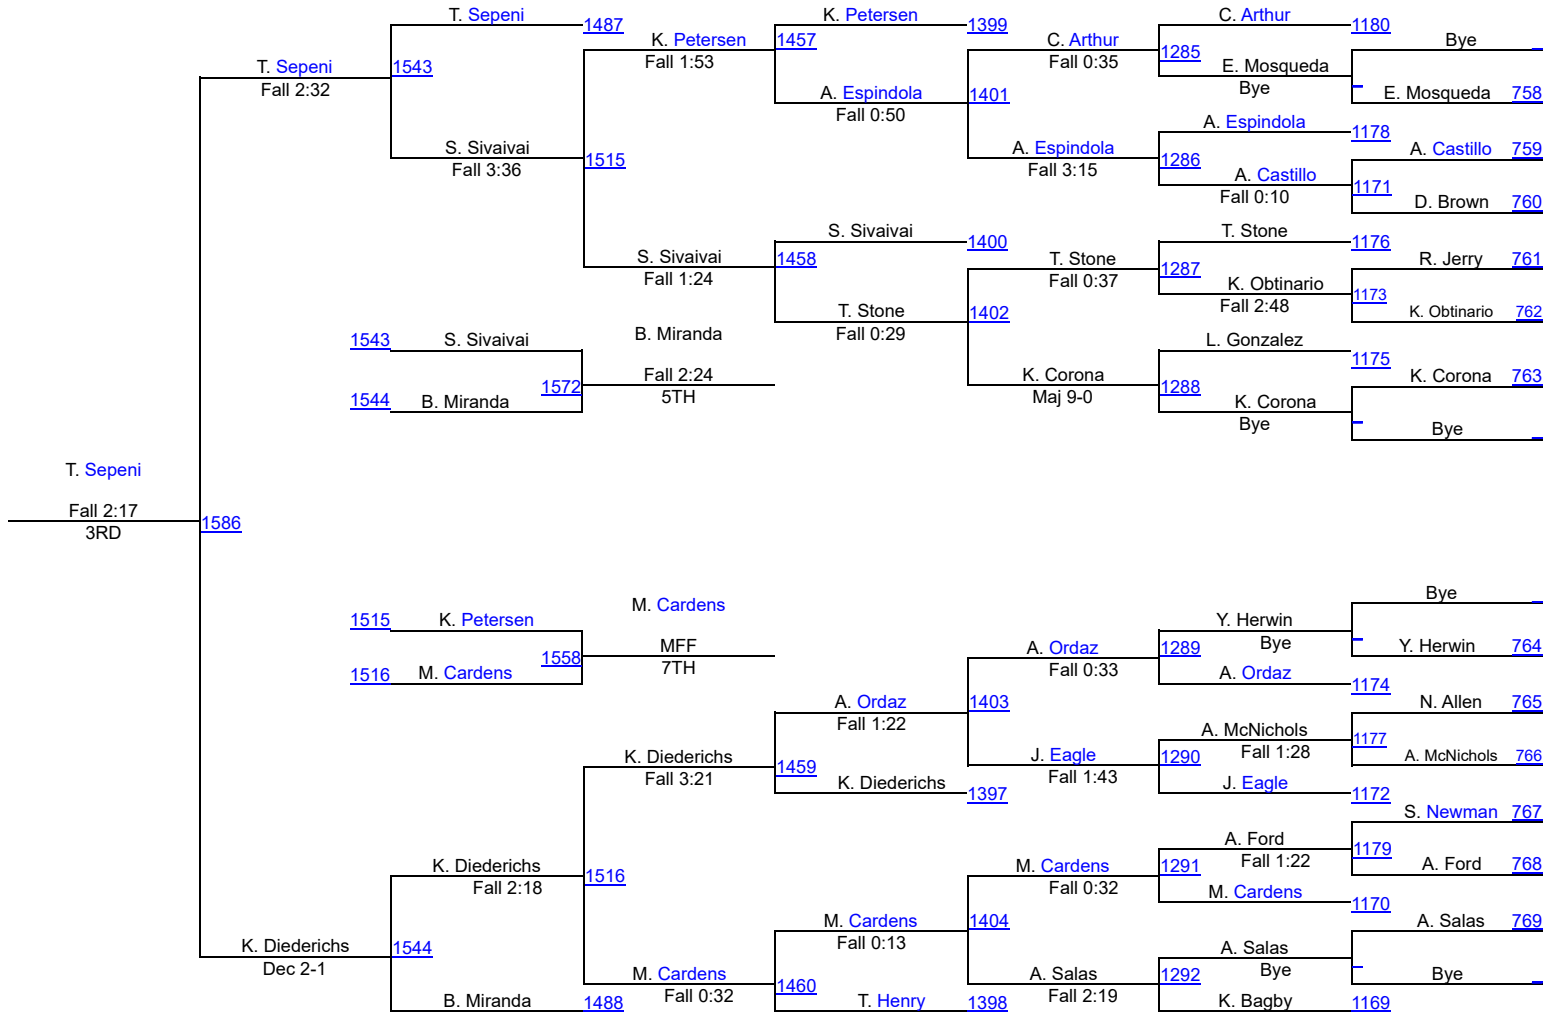 T. Sepeni
1487
K. Petersen
1399
C. Arthur
1180
K. Petersen
1457
C. Arthur
Bye
Fall 1:53
Fall 0:35
1285
T. Sepeni
1543
E. Mosqueda
Fall 2:32
Bye
A. Espindola
1401
E. Mosqueda
758
Fall 0:50
A. Espindola
1178
S. Sivaivai
1515
A. Espindola
1286
A. Castillo
759
Fall 3:36
Fall 3:15
A. Castillo
1171
Fall 0:10
D. Brown
760
S. Sivaivai
1400
T. Stone
1176
S. Sivaivai
1458
T. Stone
1287
R. Jerry
761
Fall 1:24
Fall 0:37
K. Obtinario
1173
Fall 2:48
T. Stone
1402
K. Obtinario
762
Fall 0:29
B. Miranda
1543
S. Sivaivai
L. Gonzalez
1175
Fall 2:24
1572
5TH
K. Corona
1288
K. Corona
763
Maj 9-0
1544
B. Miranda
K. Corona
Bye
Bye
T. Sepeni
Fall 2:17
1586
3RD
Bye
M. Cardens
1515
K. Petersen
Y. Herwin
Bye
MFF
1558
7TH
A. Ordaz
1289
Y. Herwin
764
Fall 0:33
1516
M. Cardens
A. Ordaz
1174
A. Ordaz
1403
N. Allen
765
Fall 1:22
A. McNichols
1177
Fall 1:28
K. Diederichs
1459
J. Eagle
1290
A. McNichols
766
Fall 3:21
Fall 1:43
K. Diederichs
1397
J. Eagle
1172
S. Newman
767
A. Ford
1179
Fall 1:22
K. Diederichs
1516
M. Cardens
1291
A. Ford
768
Fall 2:18
Fall 0:32
M. Cardens
1170
M. Cardens
1404
A. Salas
769
Fall 0:13
K. Diederichs
1544
A. Salas
Dec 2-1
Bye
M. Cardens
1460
A. Salas
1292
Bye
Fall 0:32
Fall 2:19
B. Miranda
1488
T. Henry
1398
K. Bagby
1169